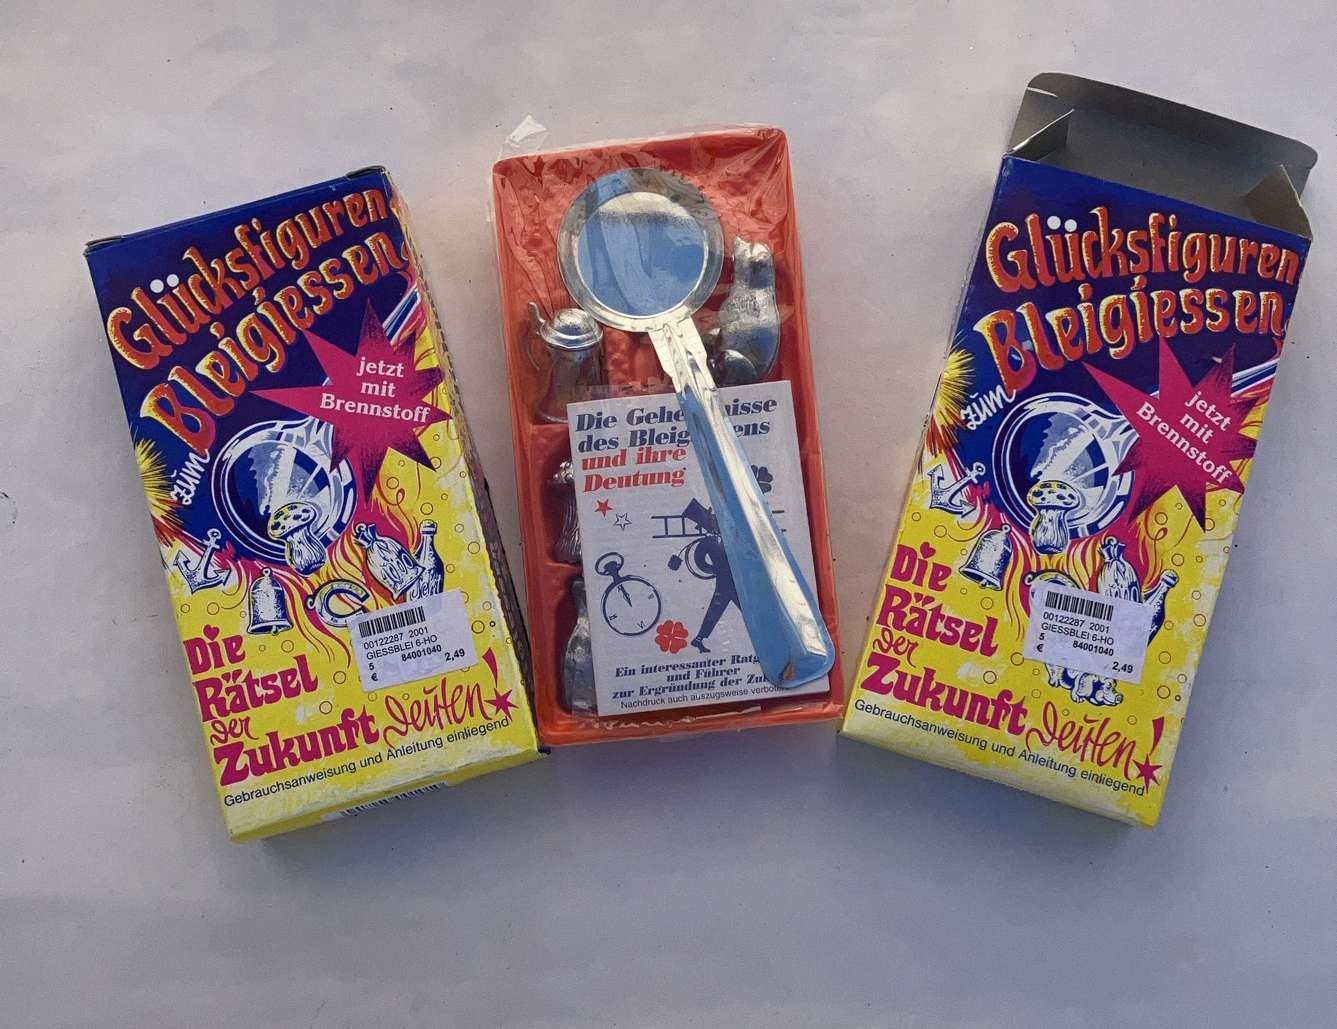 Glücksfiguren
zum Bleigiessen
jetzt
mit
Brennstoff
Die
Rätsel
der
Zukunft deuten!
Gebrauchsanweisung und Anleitung einliegend
00122287 2001
GIESSBLEI 6-HO
5 84001040
€ 2,49
Die Geheimnisse
des Bleigiessens
und ihre
Deutung
Ein interessanter
und Führer
zur Ergründung der
Nachdruck auch auszugsweise verboten
Glücksfiguren
zum Bleigiessen
jetzt
mit
Brennstoff
Die
Rätsel
der
Zukunft deuten!
Gebrauchsanweisung und Anleitung einliegend
00122287 2001
GIESSBLEI 6-HO
5 84001040
€ 2,49